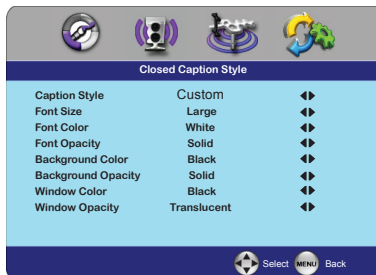 Closed Caption Style
Caption Style Custom
Font Size Large
Font Color White
Font Opacity Solid
Background Color Black
Background Opacity Solid
Window Color Black
Window Opacity Translucent
Select MENU Back